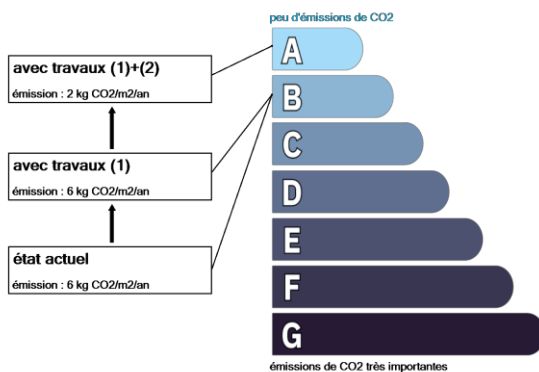 peu d'émissions de CO2
avec travaux (1)+(2)
émission : 2 kg CO2/m2/an
avec travaux (1)
émission : 6 kg CO2/m2/an
état actuel
émission : 6 kg CO2/m2/an
A
B
C
D
E
F
G
émissions de CO2 très importantes